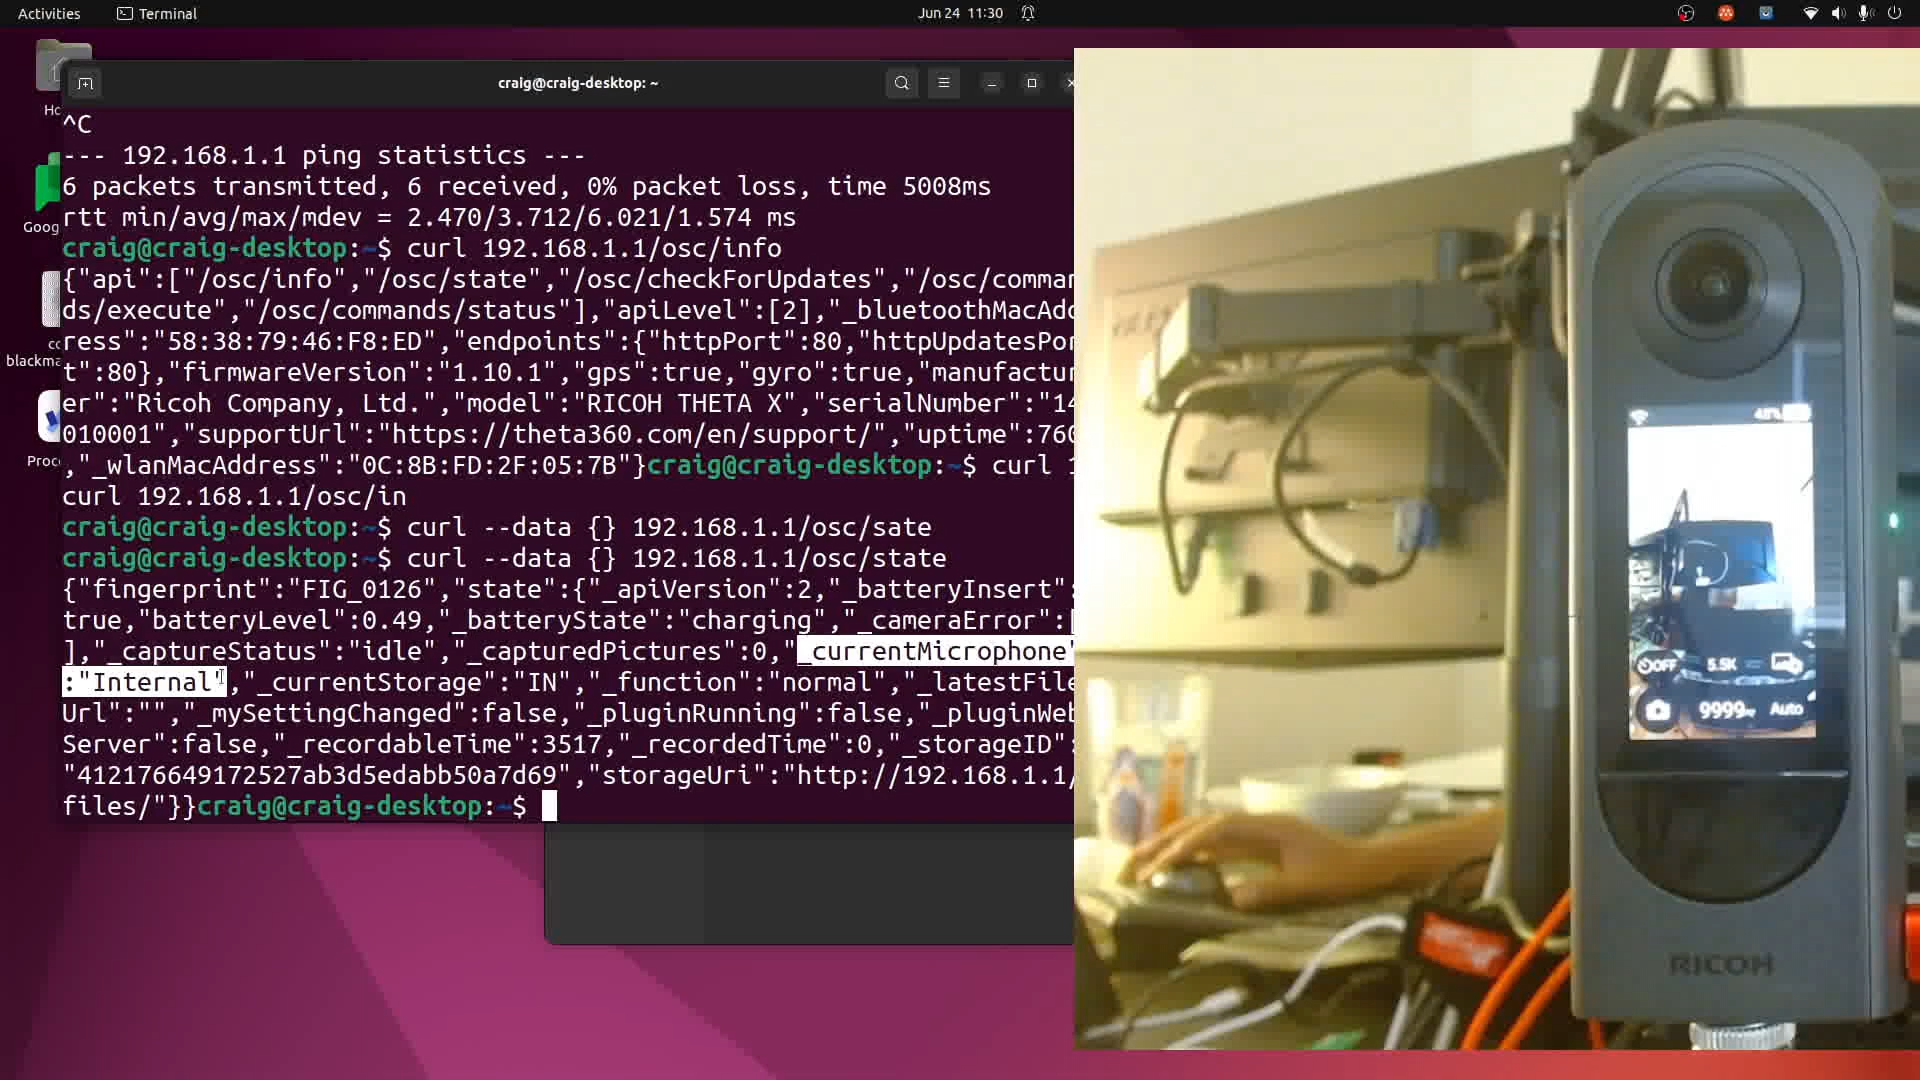 Activities
Terminal
Jun 24 11:30
craig@craig-desktop: ~
^C
--- 192.168.1.1 ping statistics ---
6 packets transmitted, 6 received, 0% packet loss, time 5008ms
rtt min/avg/max/mdev = 2.470/3.712/6.021/1.574 ms
craig@craig-desktop:~$ curl 192.168.1.1/osc/info
{"api":["/osc/info","/osc/state","/osc/checkForUpdates","/osc/comman
ds/execute","/osc/commands/status"],"apiLevel":[2],"_bluetoothMacAdd
ress":"58:38:79:46:F8:ED","endpoints":{"httpPort":80,"httpUpdatesPor
t":80},"firmwareVersion":"1.10.1","gps":true,"gyro":true,"manufactur
er":"Ricoh Company, Ltd.","model":"RICOH THETA X","serialNumber":"14
010001","supportUrl":"https://theta360.com/en/support/","uptime":760
,"_wlanMacAddress":"0C:8B:FD:2F:05:7B"}craig@craig-desktop:~$ curl 1
curl 192.168.1.1/osc/in
craig@craig-desktop:~$ curl --data {} 192.168.1.1/osc/sate
craig@craig-desktop:~$ curl --data {} 192.168.1.1/osc/state
{"fingerprint":"FIG_0126","state":{"_apiVersion":2,"_batteryInsert":
true,"batteryLevel":0.49,"_batteryState":"charging","_cameraError":[
],"_captureStatus":"idle","_capturedPictures":0,"_currentMicrophone"
:"Internal","_currentStorage":"IN","_function":"normal","_latestFile
Url":"","_mySettingChanged":false,"_pluginRunning":false,"_pluginWeb
Server":false,"_recordableTime":3517,"_recordedTime":0,"_storageID":
"412176649172527ab3d5edabb50a7d69","storageUri":"http://192.168.1.1/
files/"}}craig@craig-desktop:~$
Ho
Goog
co
blackma
Proc
OFF 5.5K
9999 Auto
RICOH